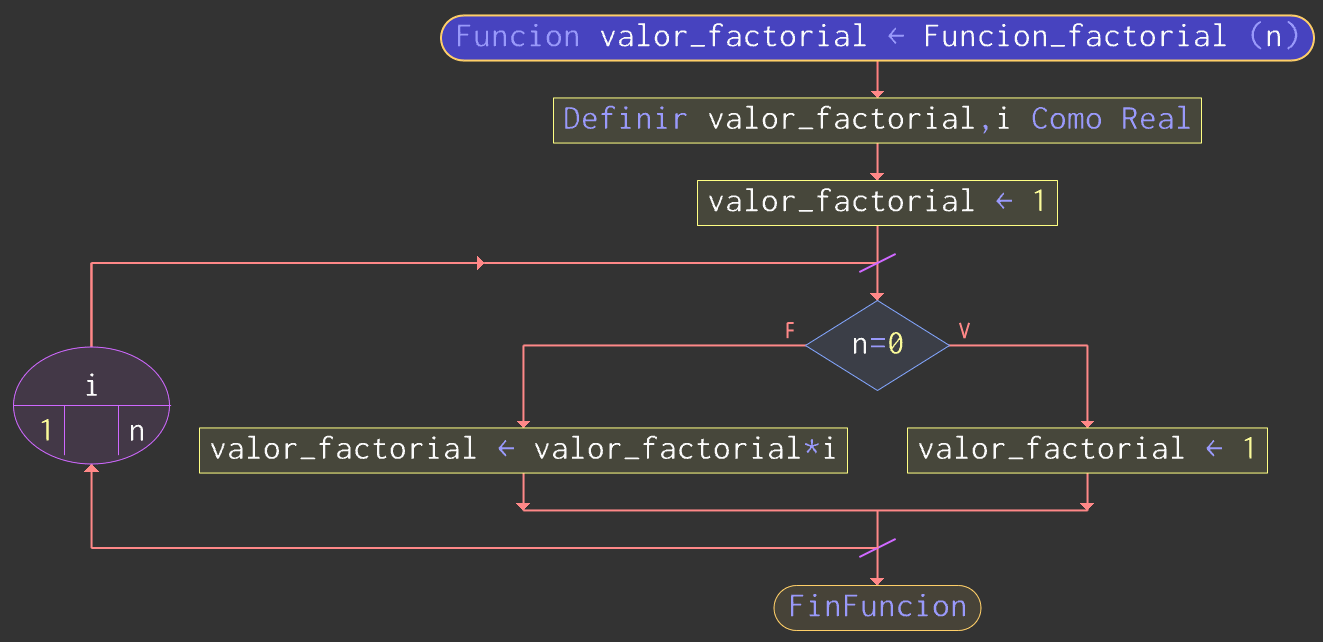 Funcion valor_factorial ← Funcion_factorial (n)
Definir valor_factorial,i Como Real
valor_factorial ← 1
F
V
n=0
i
1
n
valor_factorial ← valor_factorial*i
valor_factorial ← 1
FinFuncion